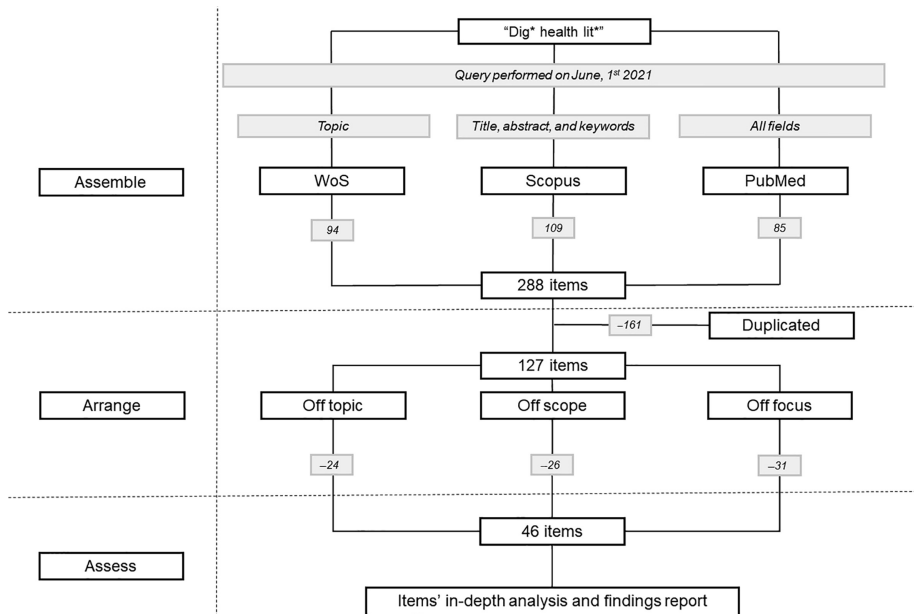 “Dig* health lit*”
Query performed on June, 1st 2021
Topic
Title, abstract, and keywords
All fields
Assemble
WoS
Scopus
PubMed
94
109
85
288 items
–161
Duplicated
127 items
Arrange
Off topic
Off scope
Off focus
–24
–26
–31
46 items
Assess
Items’ in-depth analysis and findings report